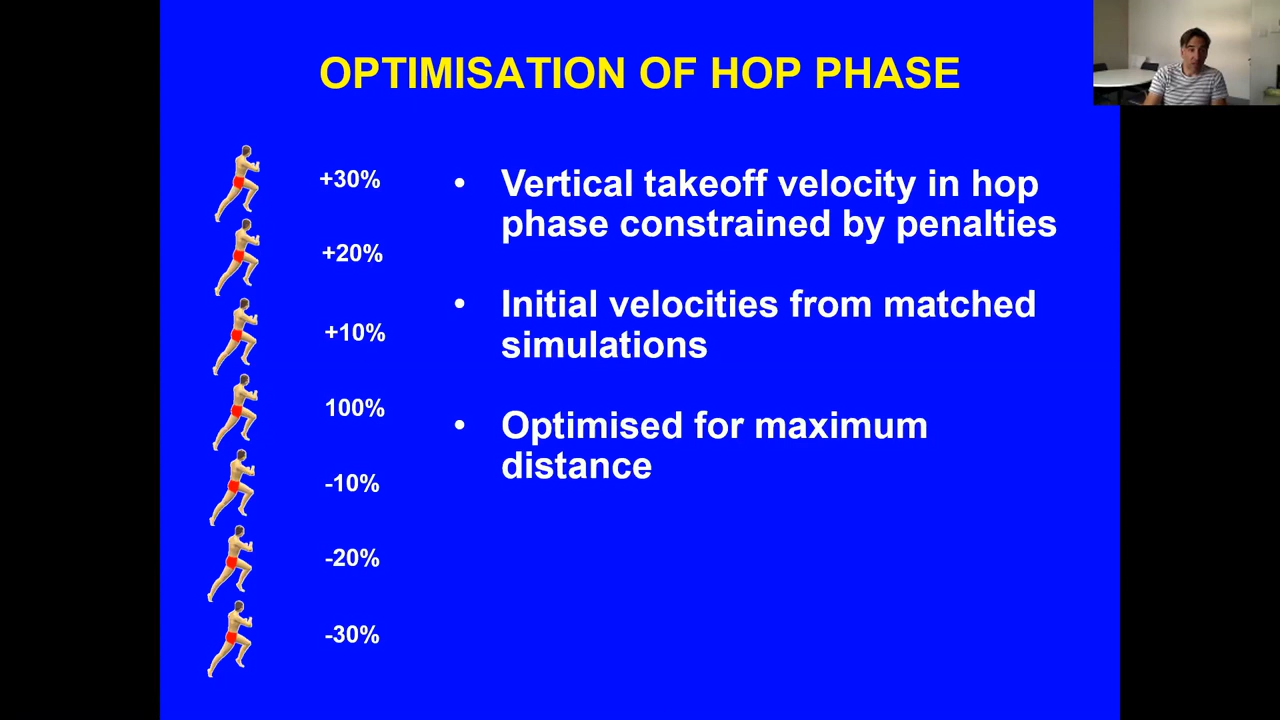 OPTIMISATION OF HOP PHASE
+30%
+20%
+10%
100%
-10%
-20%
-30%
• Vertical takeoff velocity in hop
phase constrained by penalties
• Initial velocities from matched
simulations
• Optimised for maximum
distance